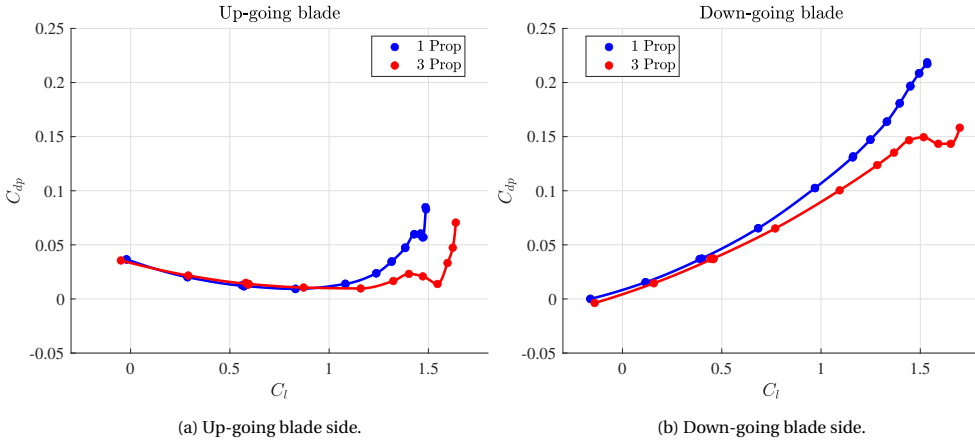 Up-going blade
0.25
0.2
0.15
0.1
0.05
0
-0.05
C_dp
0
0.5
1
1.5
C_l
1 Prop
3 Prop
(a) Up-going blade side.
Down-going blade
0.25
0.2
0.15
0.1
0.05
0
-0.05
C_dp
0
0.5
1
1.5
C_l
1 Prop
3 Prop
(b) Down-going blade side.